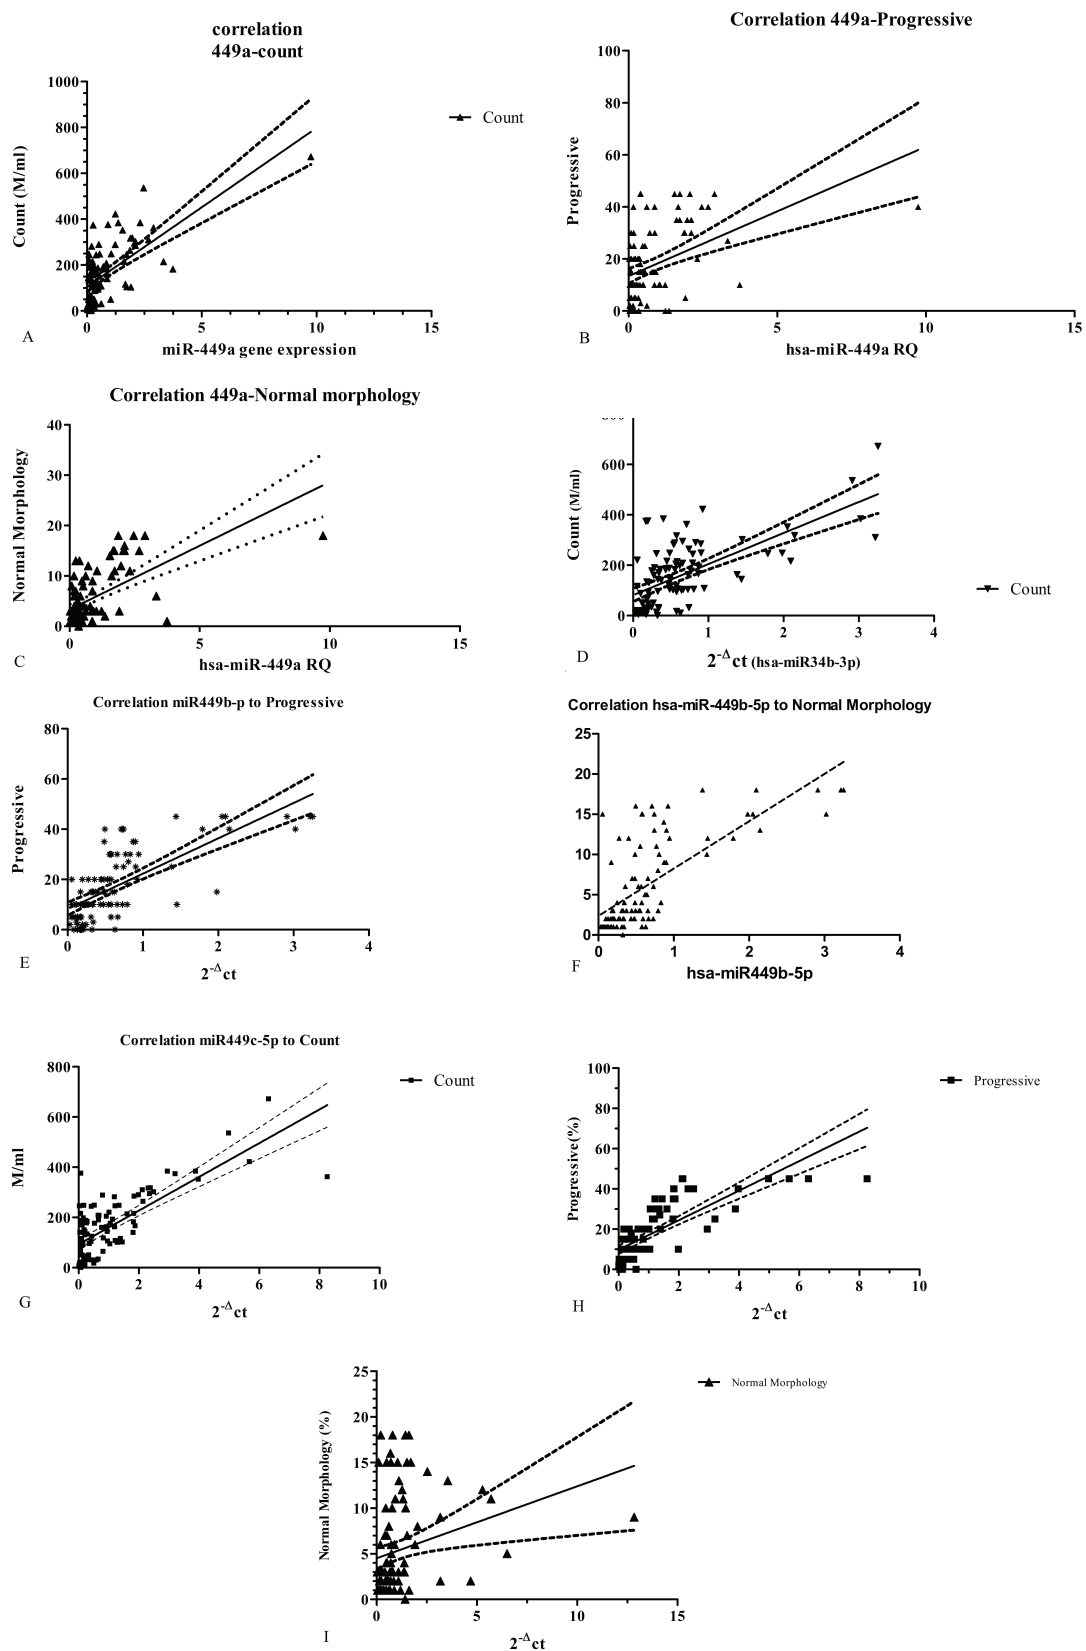 correlation
449a-count
1000
800
600
400
200
0
0 5 10 15
Count (M/ml)
miR-449a gene expression
Count
A
Correlation 449a-Progressive
100
80
60
40
20
0
0 5 10 15
Progressive
hsa-miR-449a RQ
B
Correlation 449a-Normal morphology
40
30
20
10
0
0 5 10 15
Normal Morphology
hsa-miR-449a RQ
C
600
400
200
0
0 1 2 3 4
Count (M/ml)
2-Δct (hsa-miR34b-3p)
Count
D
Correlation miR449b-p to Progressive
80
60
40
20
0
0 1 2 3 4
Progressive
2-Δct
E
Correlation hsa-miR-449b-5p to Normal Morphology
25
20
15
10
5
0
0 1 2 3 4
hsa-miR449b-5p
F
Correlation miR449c-5p to Count
800
600
400
200
0
0 2 4 6 8 10
M/ml
2-Δct
Count
G
100
80
60
40
20
0
0 2 4 6 8 10
Progressive(%)
2-Δct
Progressive
H
25
20
15
10
5
0
0 5 10 15
Normal Morphology (%)
2-Δct
Normal Morphology
I